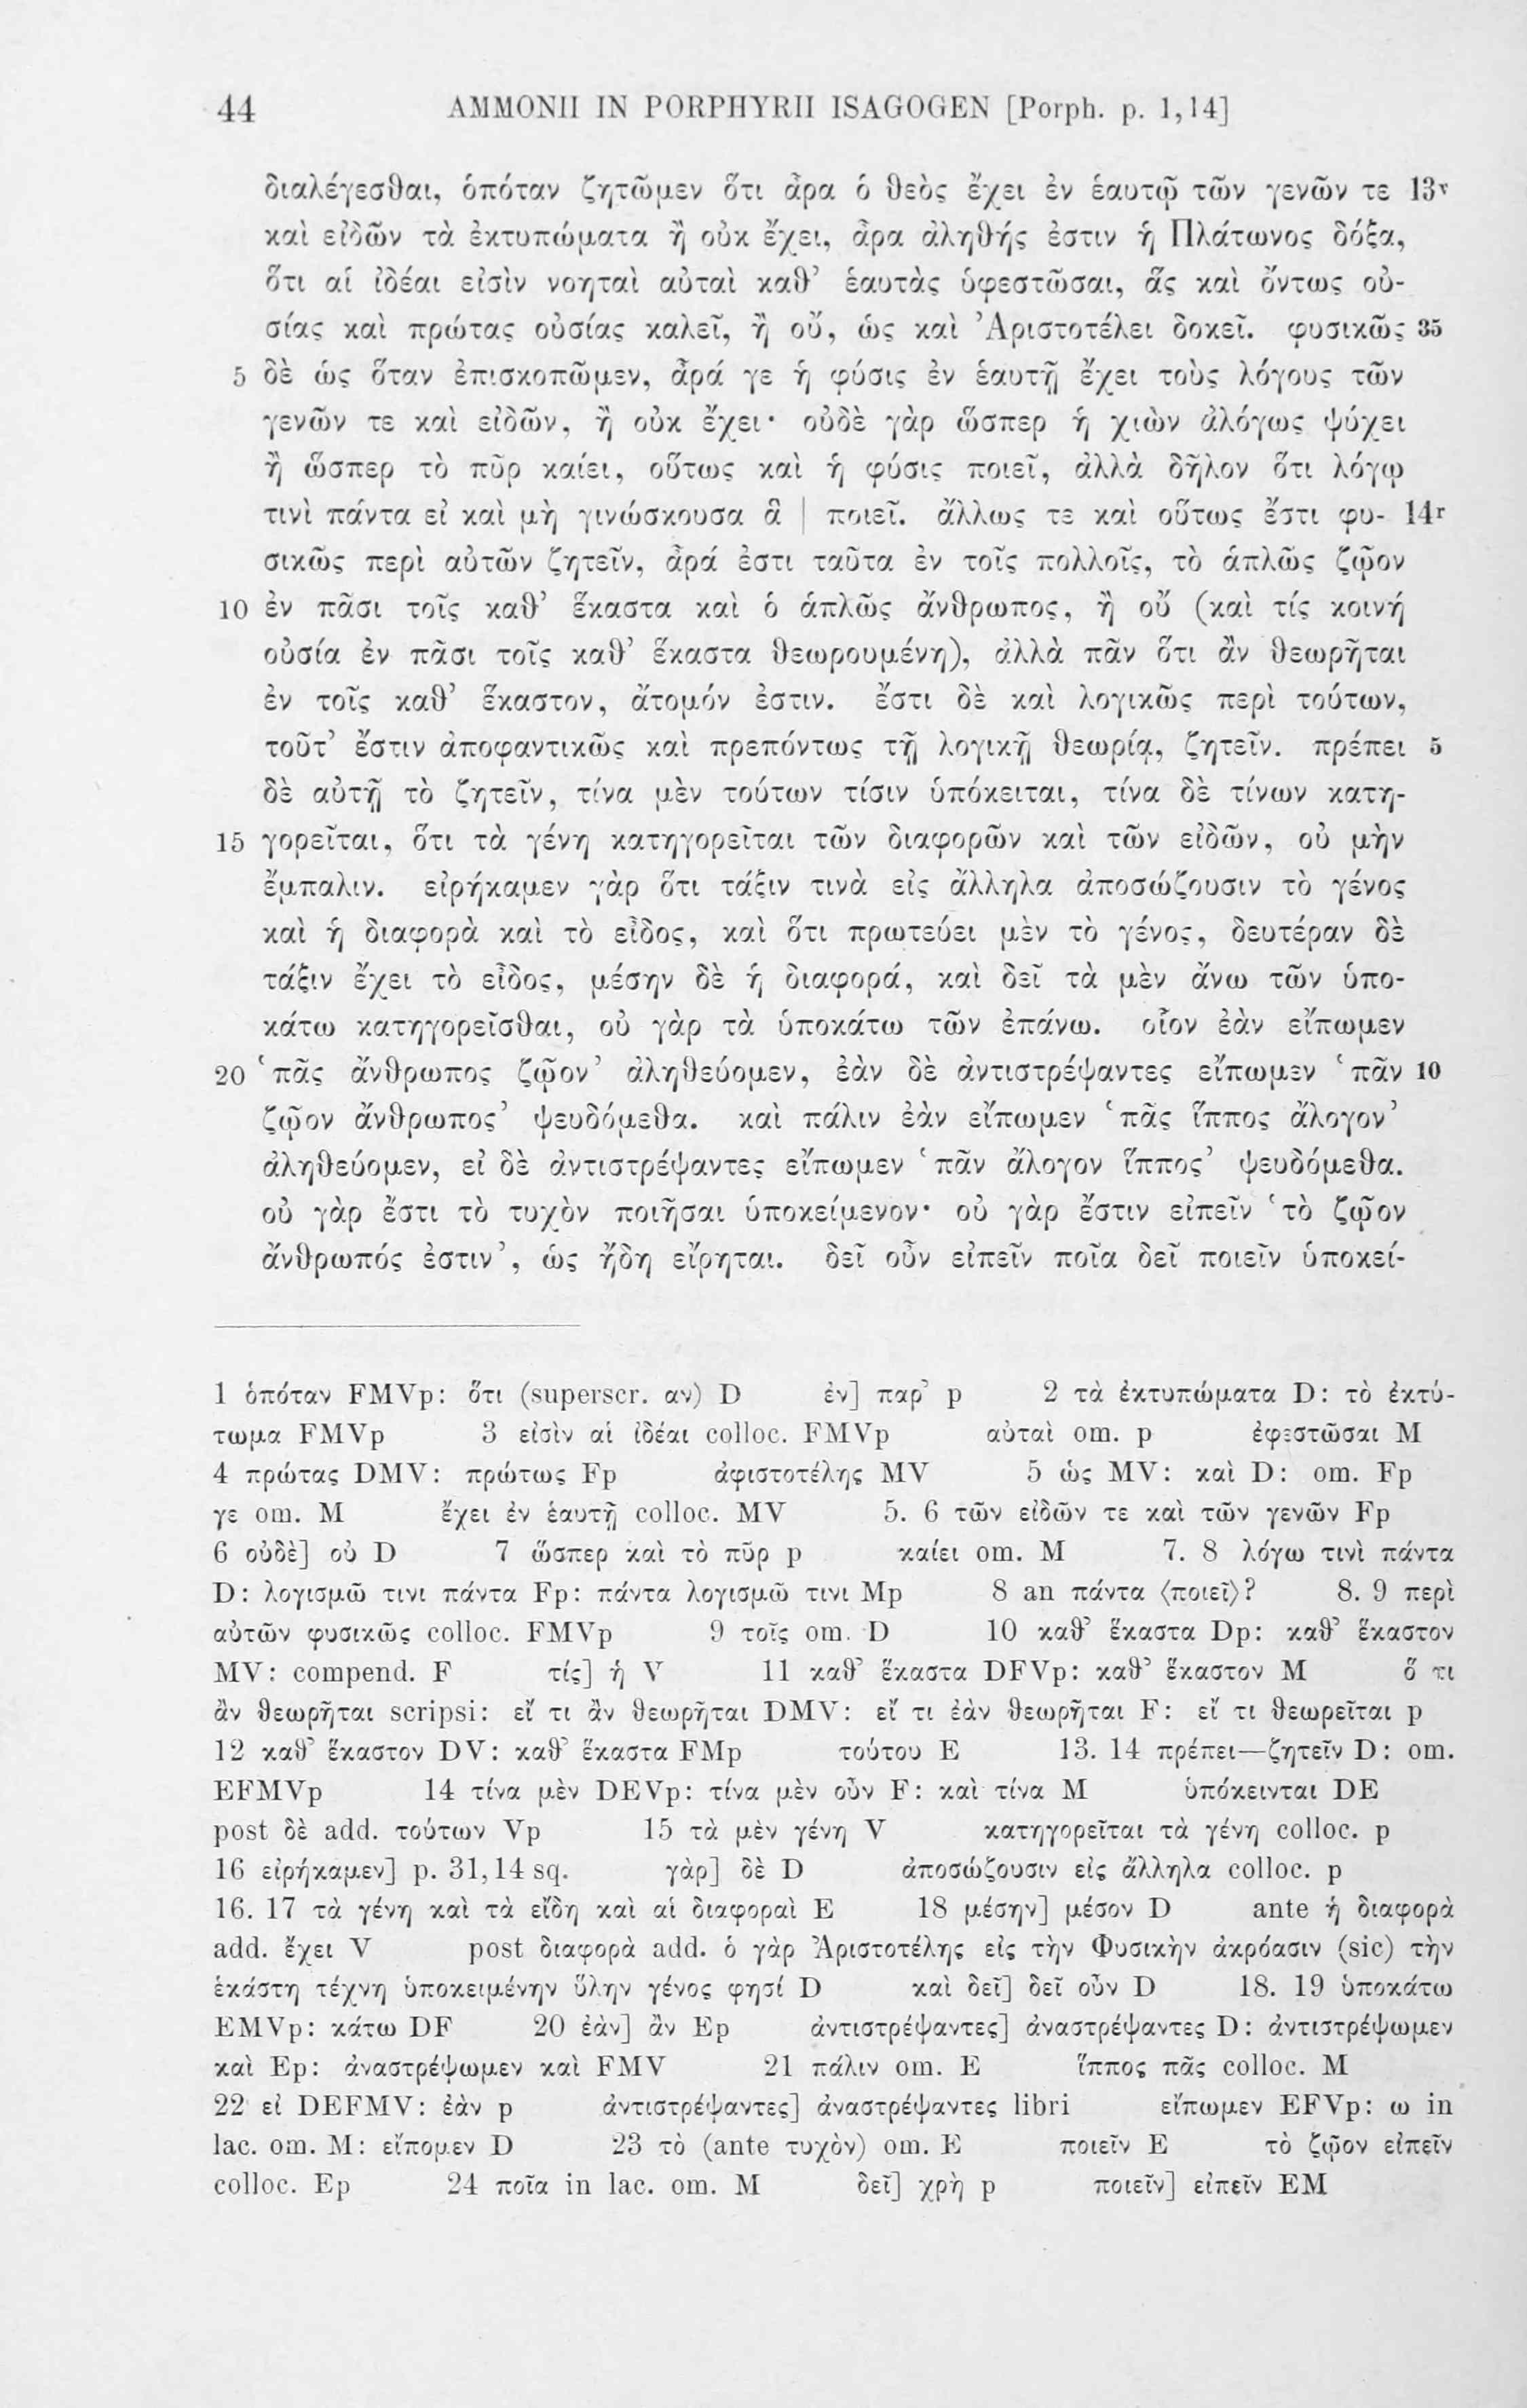 44 AMMONII IN PORPHYRII ISAGOGEN [Porph. p. 1,14]
διαλέγεσθαι, ὁπόταν ζητῶμεν ὅτι ἆρα ὁ θεὸς ἔχει ἐν ἑαυτῷ τῶν γενῶν τε 13v
καὶ εἰδῶν τὰ ἐκτυπώματα ἢ οὐκ ἔχει, ἆρα ἀληθής ἐστιν ἡ Πλάτωνος δόξα,
ὅτι αἱ ἰδέαι εἰσὶν νοηταὶ αὐταὶ καθ’ ἑαυτὰς ὑφεστῶσαι, ἃς καὶ ὄντως οὐ-
σίας καὶ πρώτας οὐσίας καλεῖ, ἢ οὔ, ὡς καὶ Ἀριστοτέλει δοκεῖ. φυσικῶς 35
5 δὲ ὡς ὅταν ἐπισκοπῶμεν, ἆρά γε ἡ φύσις ἐν ἑαυτῇ ἔχει τοὺς λόγους τῶν
γενῶν τε καὶ εἰδῶν, ἢ οὐκ ἔχει· οὐδὲ γὰρ ὥσπερ ἡ χιὼν ἀλόγως ψύχει
ἢ ὥσπερ τὸ πῦρ καίει, οὕτως καὶ ἡ φύσις ποιεῖ, ἀλλὰ δῆλον ὅτι λόγῳ
τινὶ πάντα εἰ καὶ μὴ γινώσκουσα ἃ | ποιεῖ. ἄλλως τε καὶ οὕτως ἔστι φυ- 14r
σικῶς περὶ αὐτῶν ζητεῖν, ἆρά ἐστι ταῦτα ἐν τοῖς πολλοῖς, τὸ ἁπλῶς ζῷον
10 ἐν πᾶσι τοῖς καθ’ ἕκαστα καὶ ὁ ἁπλῶς ἄνθρωπος, ἢ οὔ (καὶ τίς κοινή
οὐσία ἐν πᾶσι τοῖς καθ’ ἕκαστα θεωρουμένη), ἀλλὰ πᾶν ὅτι ἂν θεωρῆται
ἐν τοῖς καθ’ ἕκαστον, ἄτομόν ἐστιν. ἔστι δὲ καὶ λογικῶς περὶ τούτων,
τοῦτ’ ἔστιν ἀποφαντικῶς καὶ πρεπόντως τῇ λογικῇ θεωρίᾳ, ζητεῖν. πρέπει 5
δὲ αὐτῇ τὸ ζητεῖν, τίνα μὲν τούτων τίσιν ὑπόκειται, τίνα δὲ τίνων κατη-
15 γορεῖται, ὅτι τὰ γένη κατηγορεῖται τῶν διαφορῶν καὶ τῶν εἰδῶν, οὐ μὴν
ἔμπαλιν. εἰρήκαμεν γὰρ ὅτι τάξιν τινὰ εἰς ἄλληλα ἀποσώζουσιν τὸ γένος
καὶ ἡ διαφορὰ καὶ τὸ εἶδος, καὶ ὅτι πρωτεύει μὲν τὸ γένος, δευτέραν δὲ
τάξιν ἔχει τὸ εἶδος, μέσην δὲ ἡ διαφορά, καὶ δεῖ τὰ μὲν ἄνω τῶν ὑπο-
κάτω κατηγορεῖσθαι, οὐ γὰρ τὰ ὑποκάτω τῶν ἐπάνω. οἷον ἐὰν εἴπωμεν
20 ‘πᾶς ἄνθρωπος ζῷον’ ἀληθεύομεν, ἐὰν δὲ ἀντιστρέψαντες εἴπωμεν ‘πᾶν 10
ζῷον ἄνθρωπος’ ψευδόμεθα. καὶ πάλιν ἐὰν εἴπωμεν ‘πᾶς ἵππος ἄλογον’
ἀληθεύομεν, εἰ δὲ ἀντιστρέψαντες εἴπωμεν ‘πᾶν ἄλογον ἵππος’ ψευδόμεθα.
οὐ γὰρ ἔστι τὸ τυχὸν ποιῆσαι ὑποκείμενον· οὐ γὰρ ἔστιν εἰπεῖν ‘τὸ ζῷον
ἄνθρωπός ἐστιν’, ὡς ἤδη εἴρηται. δεῖ οὖν εἰπεῖν ποῖα δεῖ ποιεῖν ὑποκεί-
1 ὁπόταν FMVp: ὅτι (superscr. αν) D ἐν] παρ’ p 2 τὰ ἐκτυπώματα D: τὸ ἐκτύ-
τωμα FMVp 3 εἰσὶν αἱ ἰδέαι colloc. FMVp αὐταὶ om. p ἐφεστῶσαι M
4 πρώτας DMV: πρώτως Fp ἀφιστοτέλης MV 5 ὡς MV: καὶ D: om. Fp
γε om. M ἔχει ἐν ἑαυτῇ colloc. MV 5. 6 τῶν εἰδῶν τε καὶ τῶν γενῶν Fp
6 οὐδὲ] οὐ D 7 ὥσπερ καὶ τὸ πῦρ p καίει om. M 7. 8 λόγω τινὶ πάντα
D: λογισμῶ τινι πάντα Fp: πάντα λογισμῶ τινι Mp 8 an πάντα ⟨ποιεῖ⟩? 8. 9 περὶ
αὐτῶν φυσικῶς colloc. FMVp 9 τοῖς om. D 10 καθ’ ἕκαστα Dp: καθ’ ἕκαστον
MV: compend. F τίς] ἡ V 11 καθ’ ἕκαστα DFVp: καθ’ ἕκαστον M ὅ τι
ἂν θεωρῆται scripsi: εἴ τι ἂν θεωρῆται DMV: εἴ τι ἐὰν θεωρῆται F: εἴ τι θεωρεῖται p
12 καθ’ ἕκαστον DV: καθ’ ἕκαστα FMp τούτου E 13. 14 πρέπει—ζητεῖν D: om.
EFMVp 14 τίνα μὲν DEVp: τίνα μὲν οὖν F: καὶ τίνα M ὑπόκεινται DE
post δὲ add. τούτων Vp 15 τὰ μὲν γένη V κατηγορεῖται τὰ γένη colloc. p
16 εἰρήκαμεν] p. 31,14 sq. γὰρ] δὲ D ἀποσώζουσιν εἰς ἄλληλα colloc. p
16. 17 τὰ γένη καὶ τὰ εἴδη καὶ αἱ διαφοραὶ E 18 μέσην] μέσον D ante ἡ διαφορὰ
add. ἔχει V post διαφορὰ add. ὁ γὰρ Ἀριστοτέλης εἰς τὴν Φυσικὴν ἀκρόασιν (sic) τὴν
ἑκάστη τέχνη ὑποκειμένην ὕλην γένος φησί D καὶ δεῖ] δεῖ οὖν D 18. 19 ὑποκάτω
EMVp: κάτω DF 20 ἐὰν] ἂν Ep ἀντιστρέψαντες] ἀναστρέψαντες D: ἀντιστρέψωμεν
καὶ Ep: ἀναστρέψωμεν καὶ FMV 21 πάλιν om. E ἵππος πᾶς colloc. M
22 εἰ DEFMV: ἐὰν p ἀντιστρέψαντες] ἀναστρέψαντες libri εἴπωμεν EFVp: ω in
lac. om. M: εἴπομεν D 23 τὸ (ante τυχὸν) om. E ποιεῖν E τὸ ζῷον εἰπεῖν
colloc. Ep 24 ποῖα in lac. om. M δεῖ] χρὴ p ποιεῖν] εἰπεῖν EM